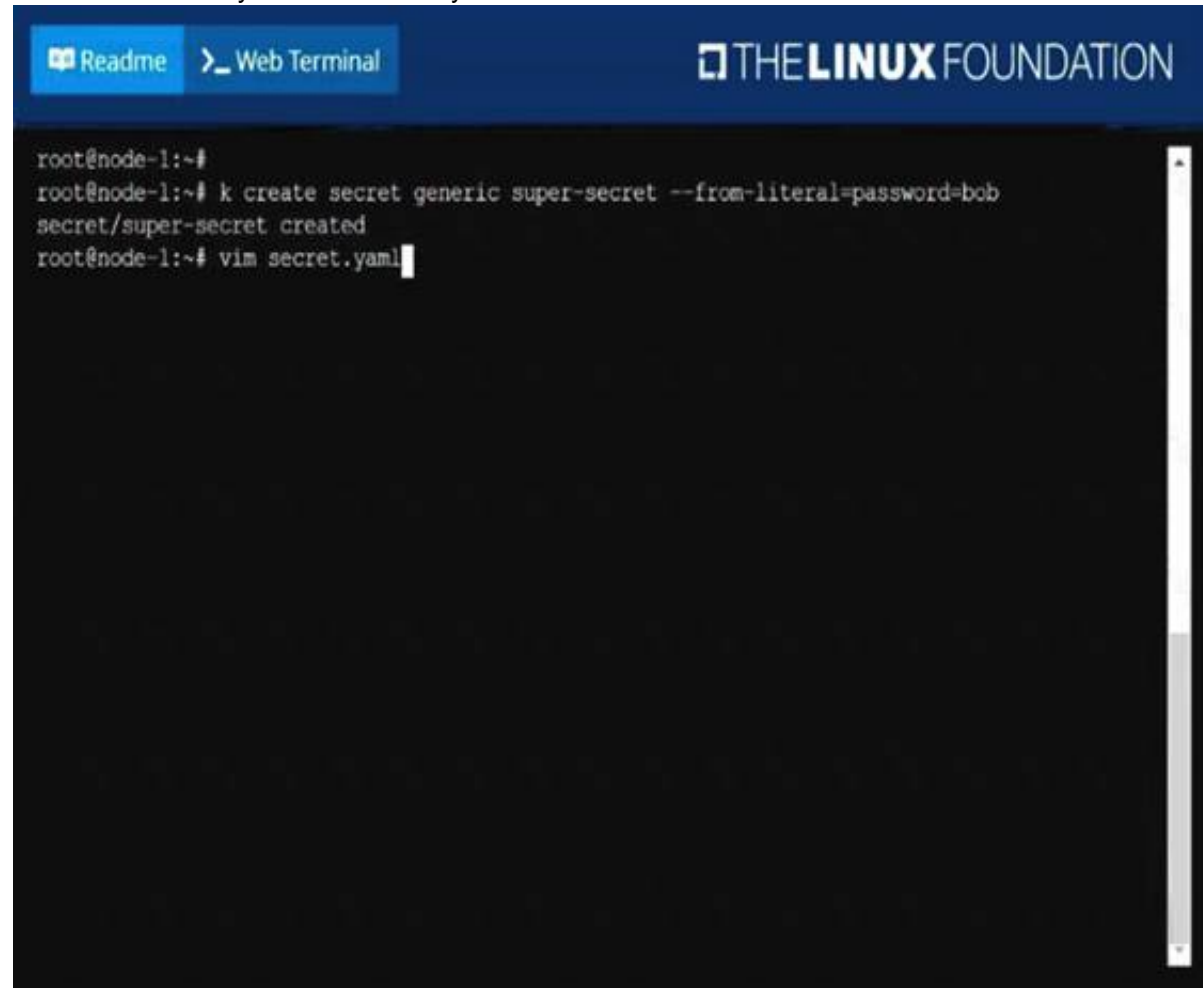 Readme >_ Web Terminal THE LINUX FOUNDATION
root@node-1:~#
root@node-1:~# k create secret generic super-secret --from-literal=password=bob
secret/super-secret created
root@node-1:~# vim secret.yaml